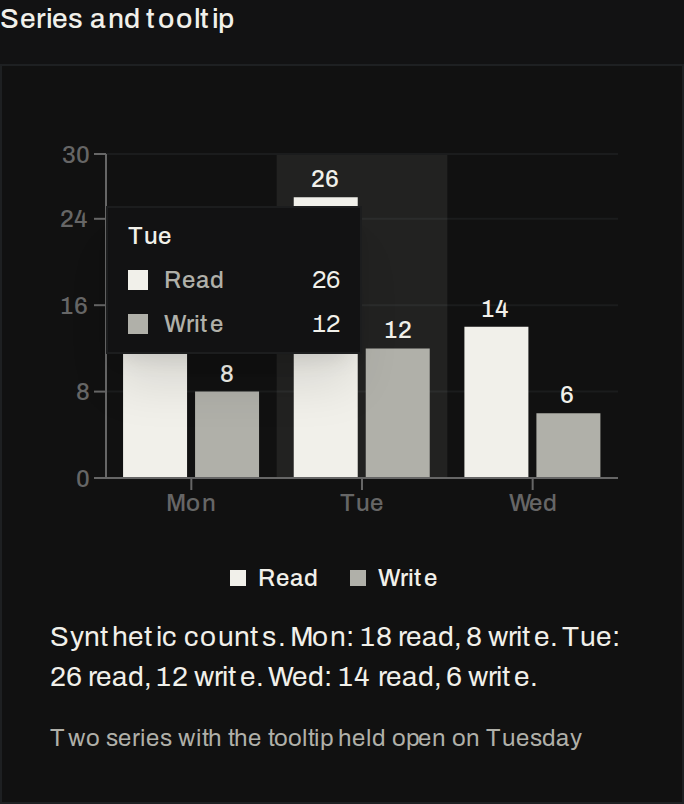 Series and tooltip
30
24
16
8
0
26
12
8
14
6
Tue
Read 26
Write 12
Mon Tue Wed
Read Write
Synthetic counts. Mon: 18 read, 8 write. Tue:
26 read, 12 write. Wed: 14 read, 6 write.
Two series with the tooltip held open on Tuesday